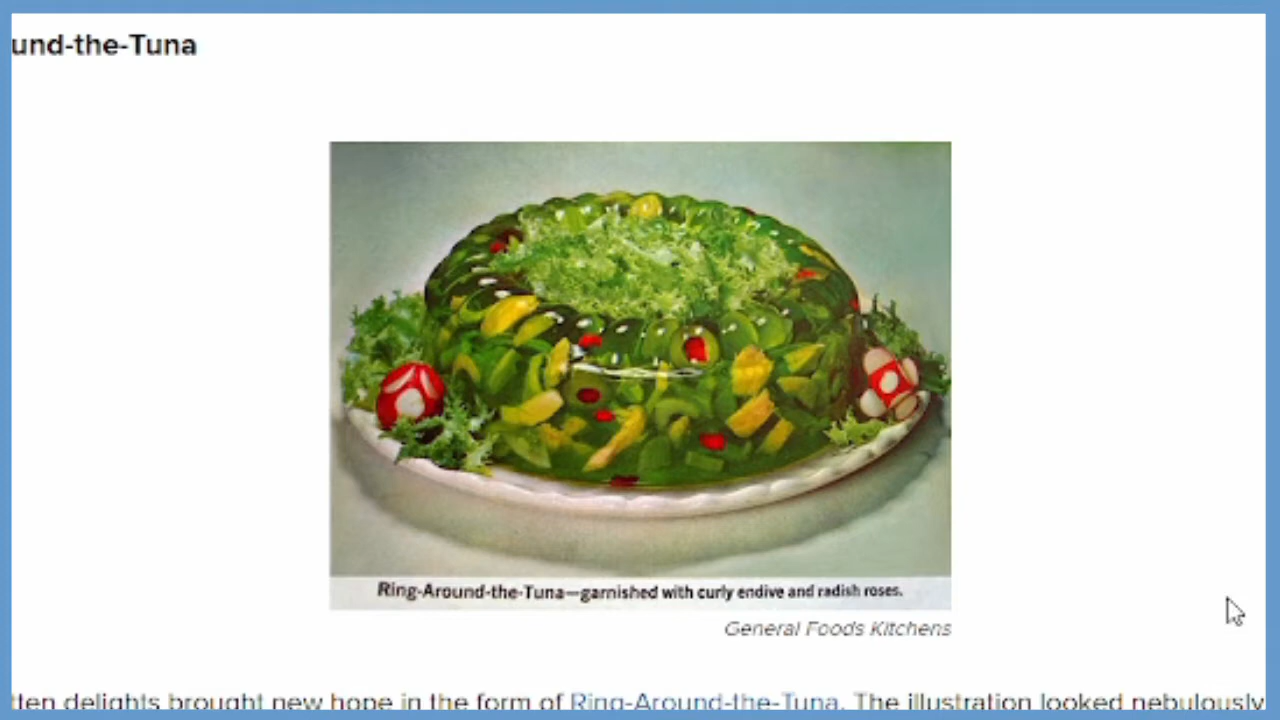 und-the-Tuna
Ring-Around-the-Tuna—garnished with curly endive and radish roses.
General Foods Kitchens
tten delights brought new hope in the form of Ring-Around-the-Tuna. The illustration looked nebulously